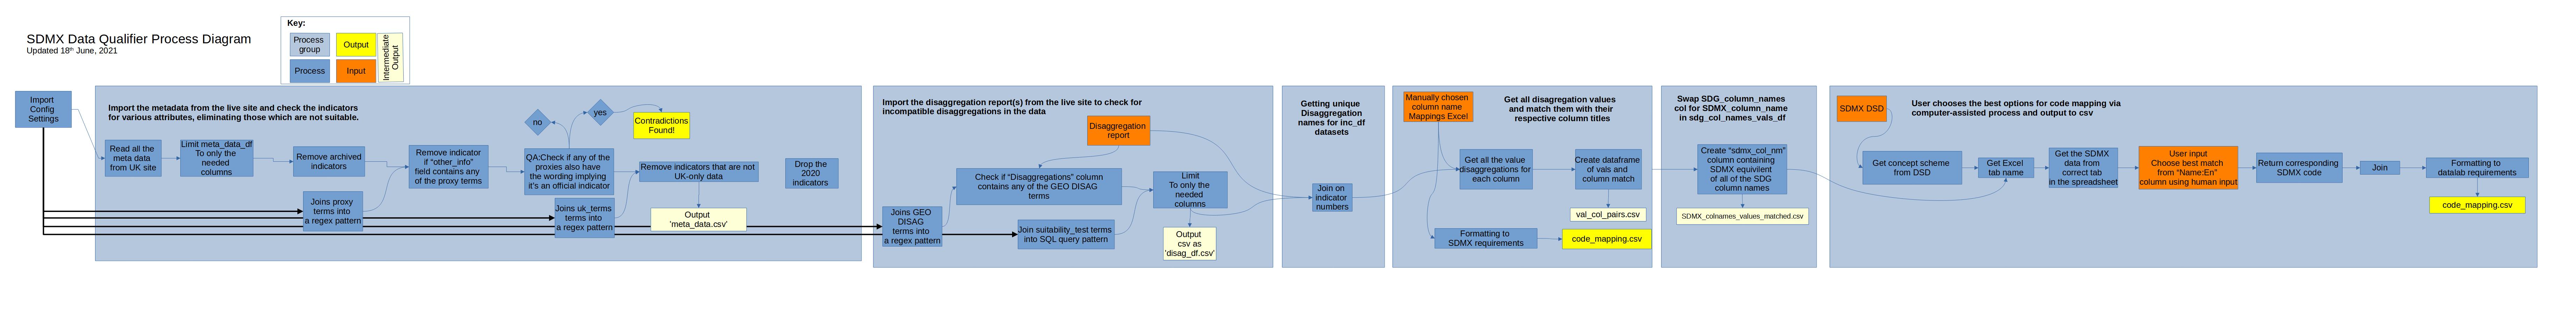 SDMX Data Qualifier Process Diagram
Updated 18th June, 2021
Key:
Process
group
Output
Intermediate
Output
Process
Input
Import
Config
Settings
Import the metadata from the live site and check the indicators
for various attributes, eliminating those which are not suitable.
no
yes
Contradictions
Found!
Read all the
meta data
from UK site
Limit meta_data_df
To only the
needed
columns
Remove archived
indicators
Remove indicator
if “other_info”
field contains any
of the proxy terms
QA:Check if any of the
proxies also have
the wording implying
it’s an official indicator
Remove indicators that are not
UK-only data
Drop the
2020
indicators
Joins proxy
terms into
a regex pattern
Joins uk_terms
terms into
a regex pattern
Output
‘meta_data.csv’
Import the disaggregation report(s) from the live site to check for
incompatible disaggregations in the data
Disaggregation
report
Check if “Disaggregations” column
contains any of the GEO DISAG
terms
Limit
To only the
needed
columns
Joins GEO
DISAG
terms into
a regex pattern
Join suitability_test terms
into SQL query pattern
Output
csv as
‘disag_df.csv’
Getting unique
Disaggregation
names for inc_df
datasets
Join on
indicator
numbers
Manually chosen
column name
Mappings Excel
Get all disagregation values
and match them with their
respective column titles
Get all the value
disaggregations for
each column
Create dataframe
of vals and
column match
val_col_pairs.csv
Formatting to
SDMX requirements
code_mapping.csv
Swap SDG_column_names
col for SDMX_column_name
in sdg_col_names_vals_df
Create “sdmx_col_nm”
column containing
SDMX equivilent
of all of the SDG
column names
SDMX_colnames_values_matched.csv
SDMX DSD
User chooses the best options for code mapping via
computer-assisted process and output to csv
Get concept scheme
from DSD
Get Excel
tab name
Get the SDMX
data from
correct tab
in the spreadsheet
User input
Choose best match
from “Name:En”
column using human input
Return corresponding
SDMX code
Join
Formatting to
datalab requirements
code_mapping.csv